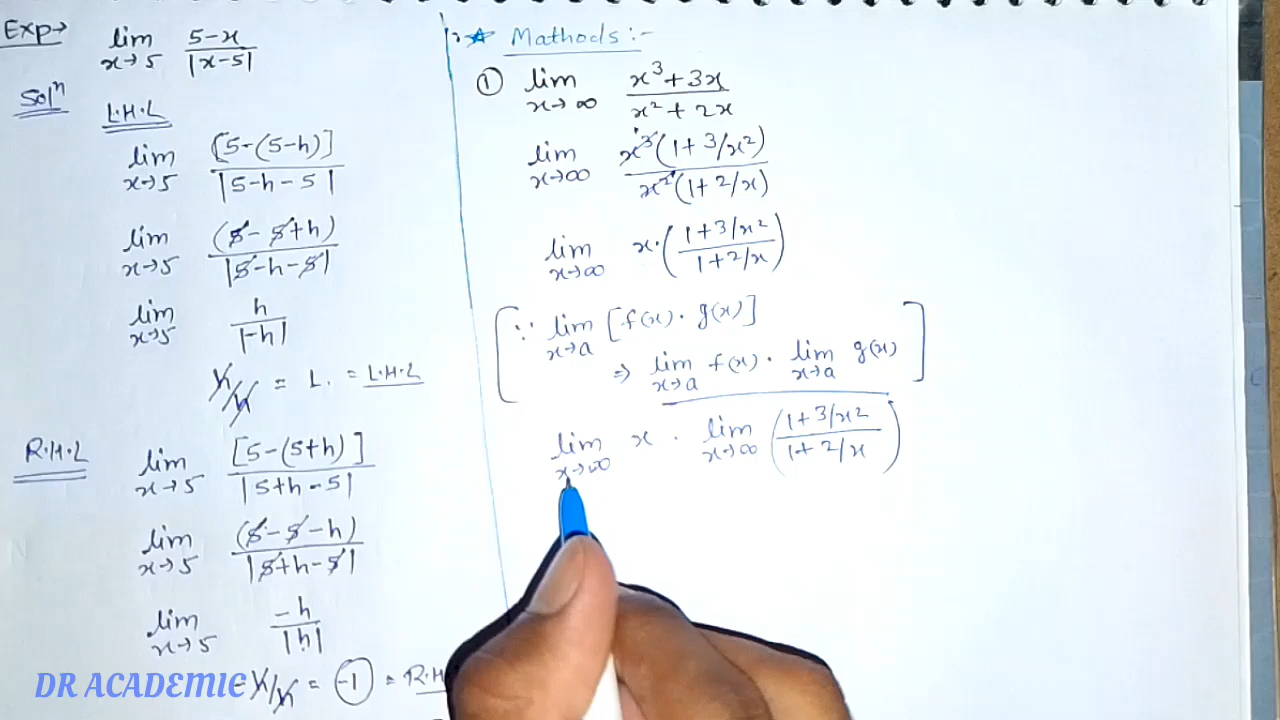 Exp→ lim x→5 5-x / |x-5|
Solⁿ L.H.L
lim x→5 [5-(5-h)] / |5-h-5|
lim x→5 (5-5+h) / |5-h-5|
lim x→5 h / |-h|
h/h = 1. = L.H.L
R.H.L lim x→5 [5-(5+h)] / |5+h-5|
lim x→5 (5-5-h) / |5+h-5|
lim x→5 -h / |h|
= -1 = R.H
DR ACADEMIE
Mathods:-
① lim x→∞ x³+3x / x²+2x
lim x→∞ x³(1+3/x²) / x²(1+2/x)
lim x→∞ x.(1+3/x² / 1+2/x)
[∵ lim x→a [f(x). g(x)]
⇒ lim x→a f(x). lim x→a g(x)]
lim x→∞ x . lim x→∞ (1+3/x² / 1+2/x)